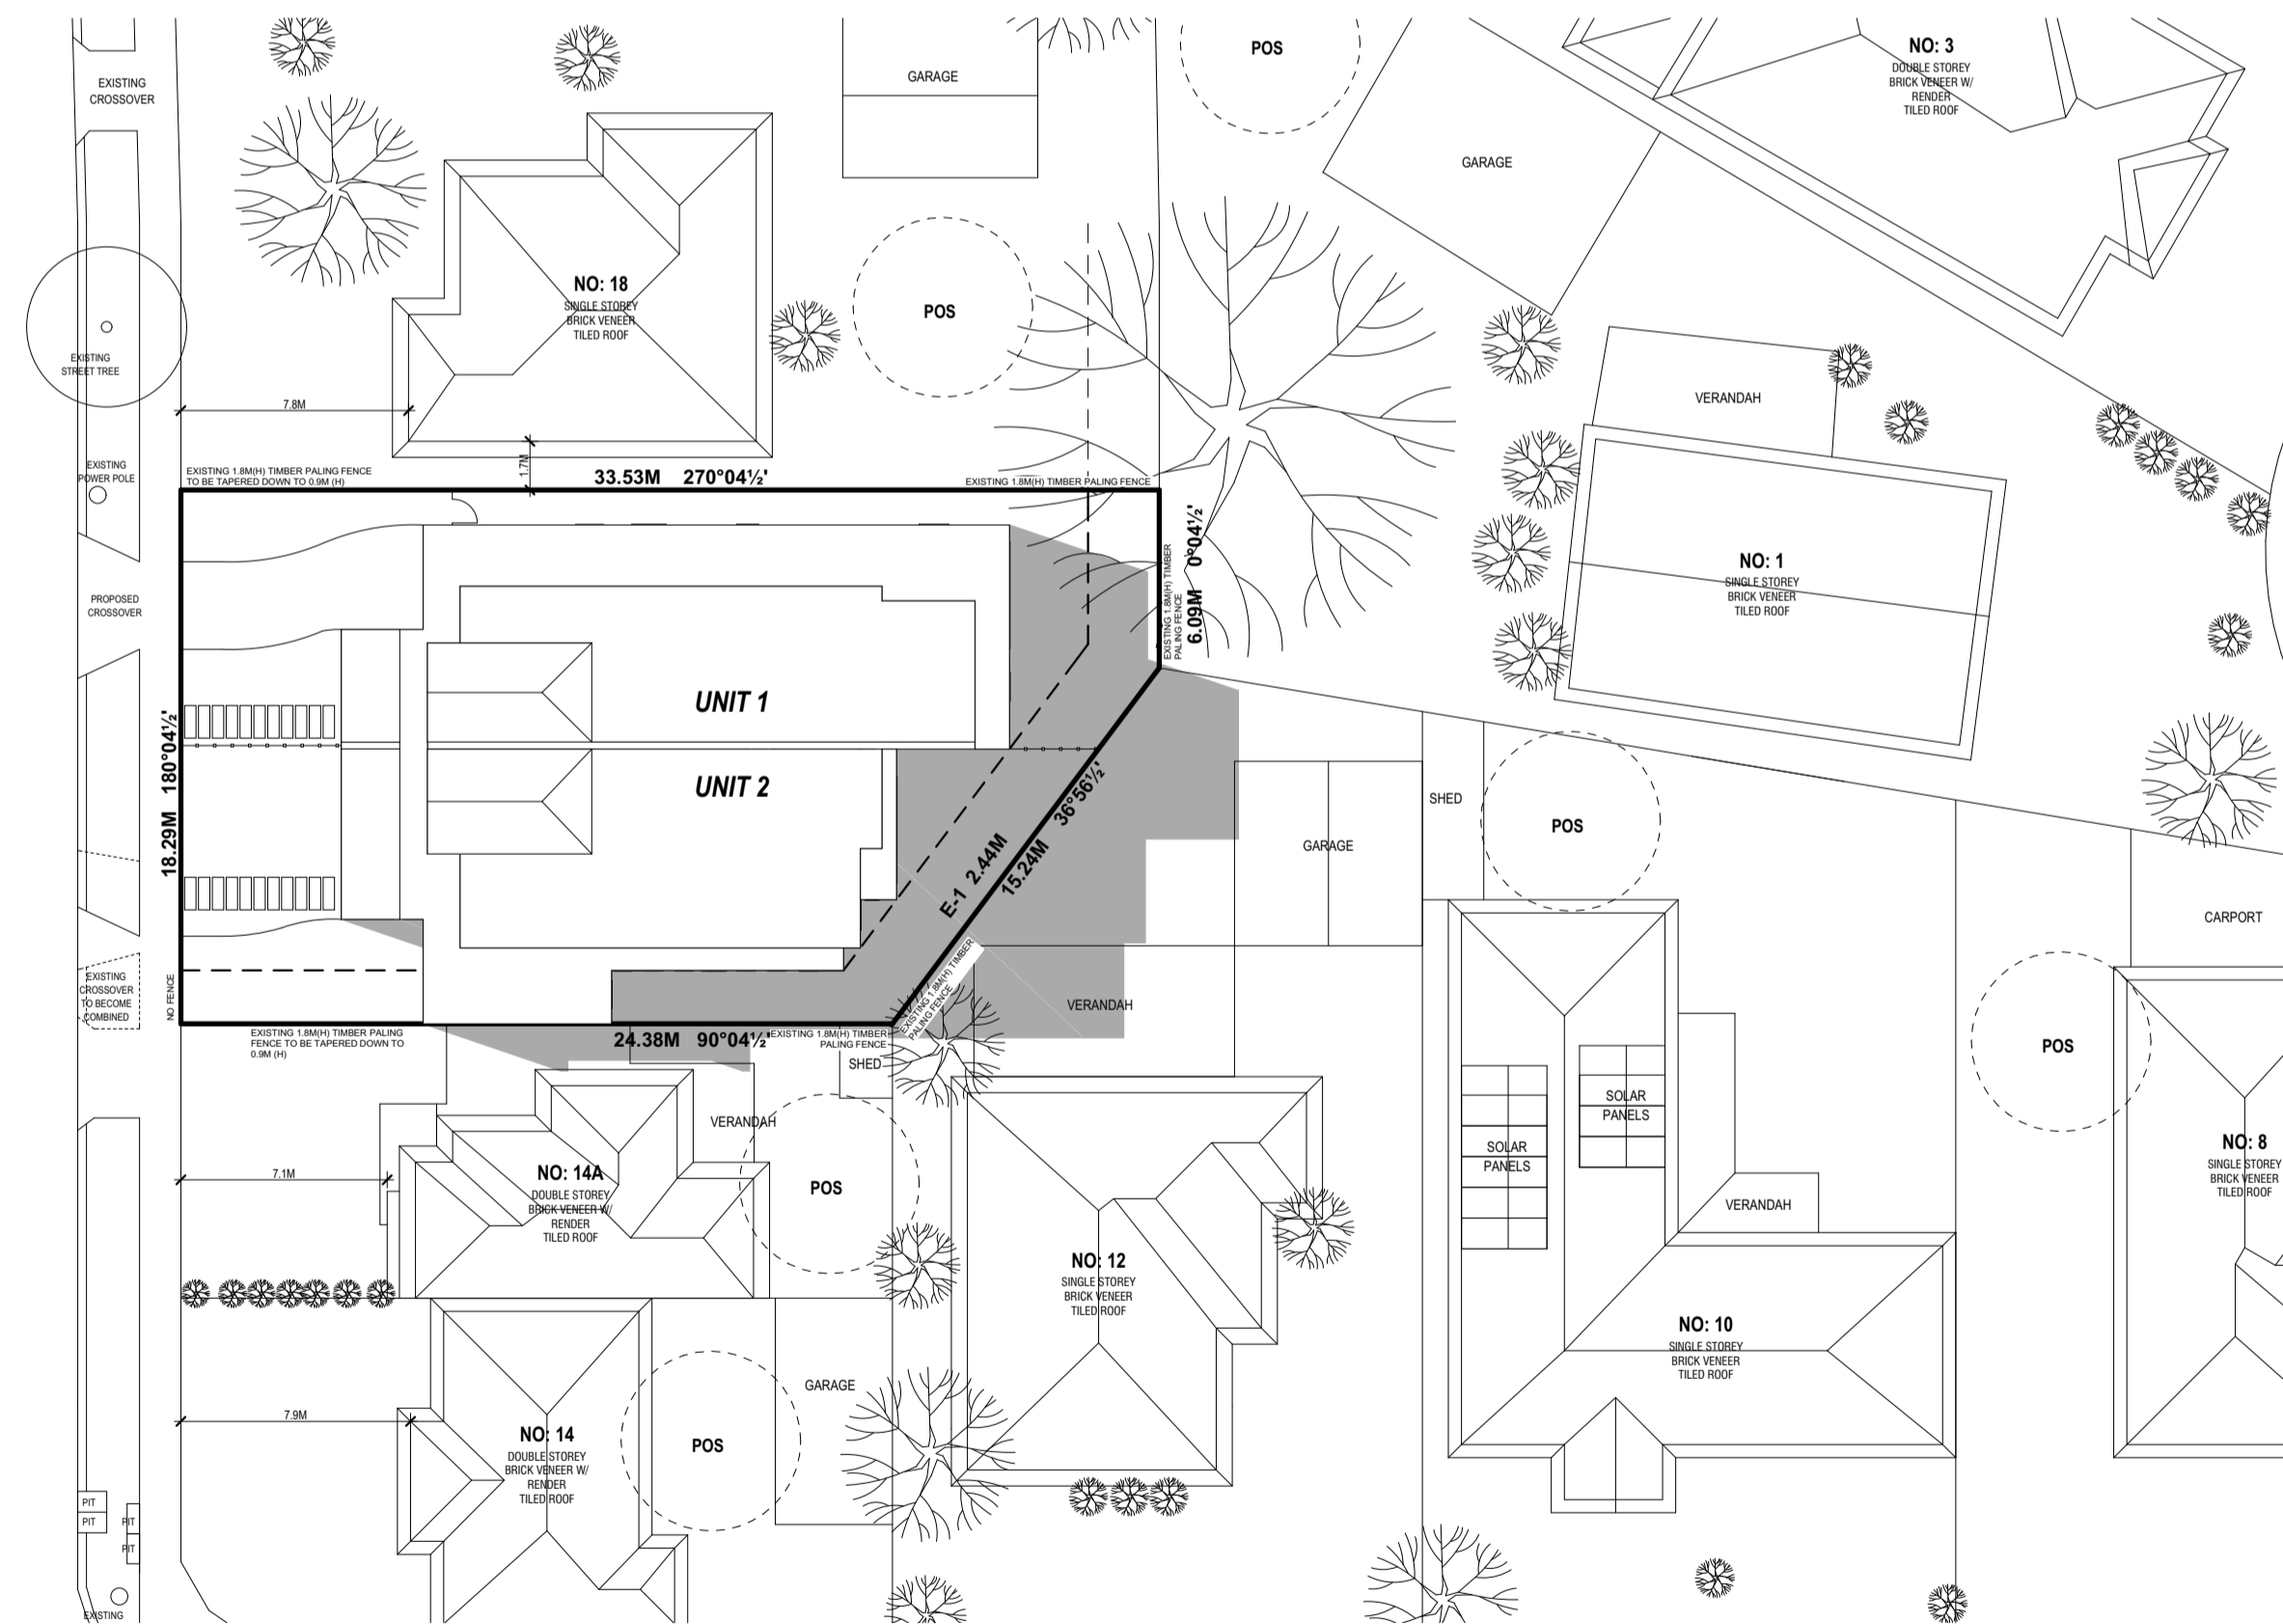 EXISTING
CROSSOVER
GARAGE
POS
NO: 3
DOUBLE STOREY
BRICK VENEER W/
RENDER
TILED ROOF
GARAGE
NO: 18
SINGLE STOREY
BRICK VENEER
TILED ROOF
POS
EXISTING
STREET TREE
7.8M
VERANDAH
EXISTING
POWER POLE
EXISTING 1.8M(H) TIMBER PALING FENCE
TO BE TAPERED DOWN TO 0.9M (H)
1.7M
33.53M 270°04½'
EXISTING 1.8M(H) TIMBER PALING FENCE
EXISTING 1.8M(H) TIMBER
PALING FENCE
6.09M 0°04½'
NO: 1
SINGLE STOREY
BRICK VENEER
TILED ROOF
PROPOSED
CROSSOVER
UNIT 1
UNIT 2
18.29M 180°04½'
E-1 2.44M
15.24M 36°56½'
SHED
POS
GARAGE
CARPORT
EXISTING
CROSSOVER
TO BECOME
COMBINED
NO FENCE
EXISTING 1.8M(H) TIMBER
PALING FENCE
VERANDAH
EXISTING 1.8M(H) TIMBER PALING
FENCE TO BE TAPERED DOWN TO
0.9M (H)
24.38M 90°04½'
EXISTING 1.8M(H) TIMBER
PALING FENCE
SHED
POS
VERANDAH
SOLAR
PANELS
SOLAR
PANELS
NO: 8
SINGLE STOREY
BRICK VENEER
TILED ROOF
7.1M
NO: 14A
DOUBLE STOREY
BRICK VENEER W/
RENDER
TILED ROOF
POS
VERANDAH
NO: 12
SINGLE STOREY
BRICK VENEER
TILED ROOF
NO: 10
SINGLE STOREY
BRICK VENEER
TILED ROOF
GARAGE
7.9M
NO: 14
DOUBLE STOREY
BRICK VENEER W/
RENDER
TILED ROOF
POS
PIT
PIT
PIT
PIT
EXISTING